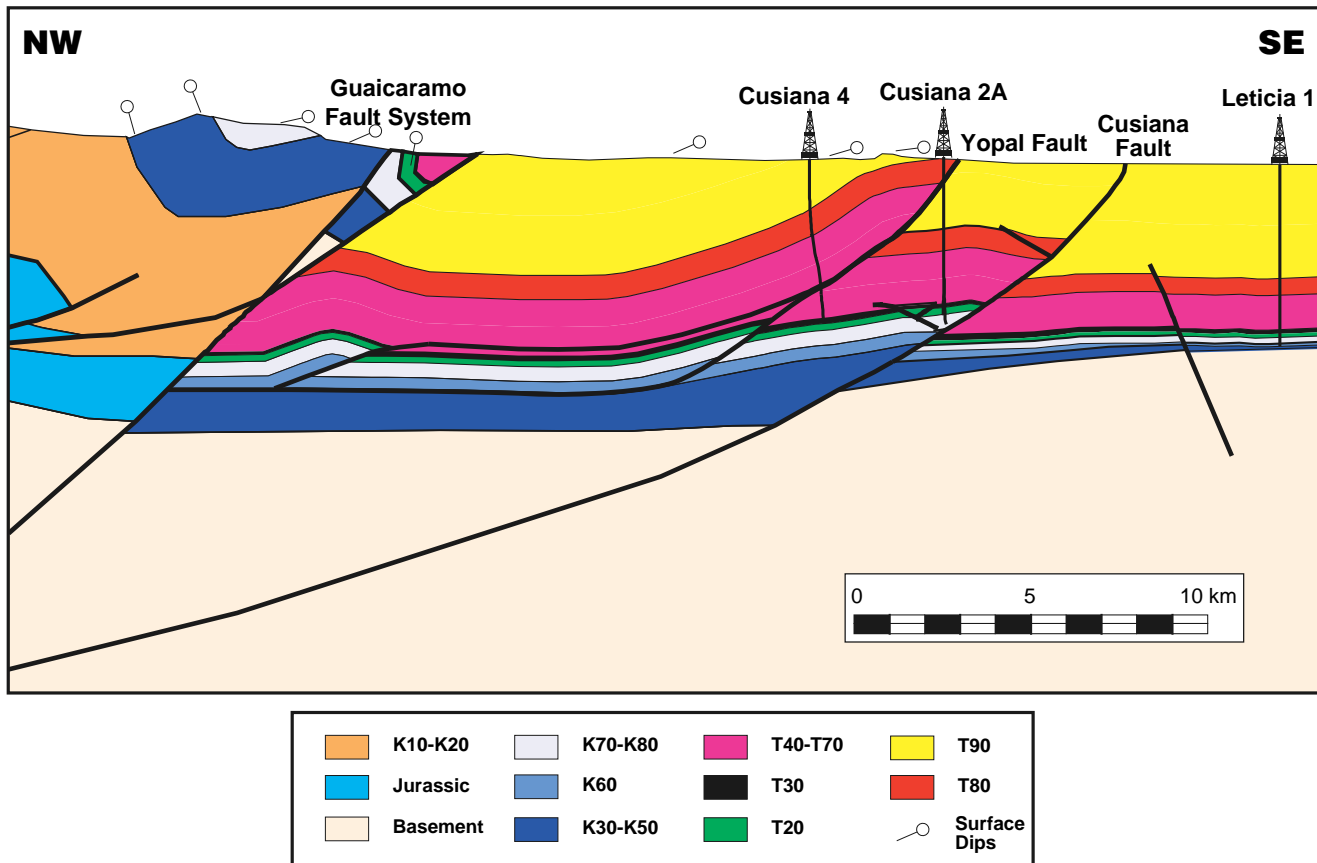 NW
SE
Guaicaramo
Fault System
Cusiana 4
Cusiana 2A
Yopal Fault
Cusiana
Fault
Leticia 1
0
5
10 km
K10-K20
K70-K80
T40-T70
T90
Jurassic
K60
T30
T80
Basement
K30-K50
T20
Surface
Dips